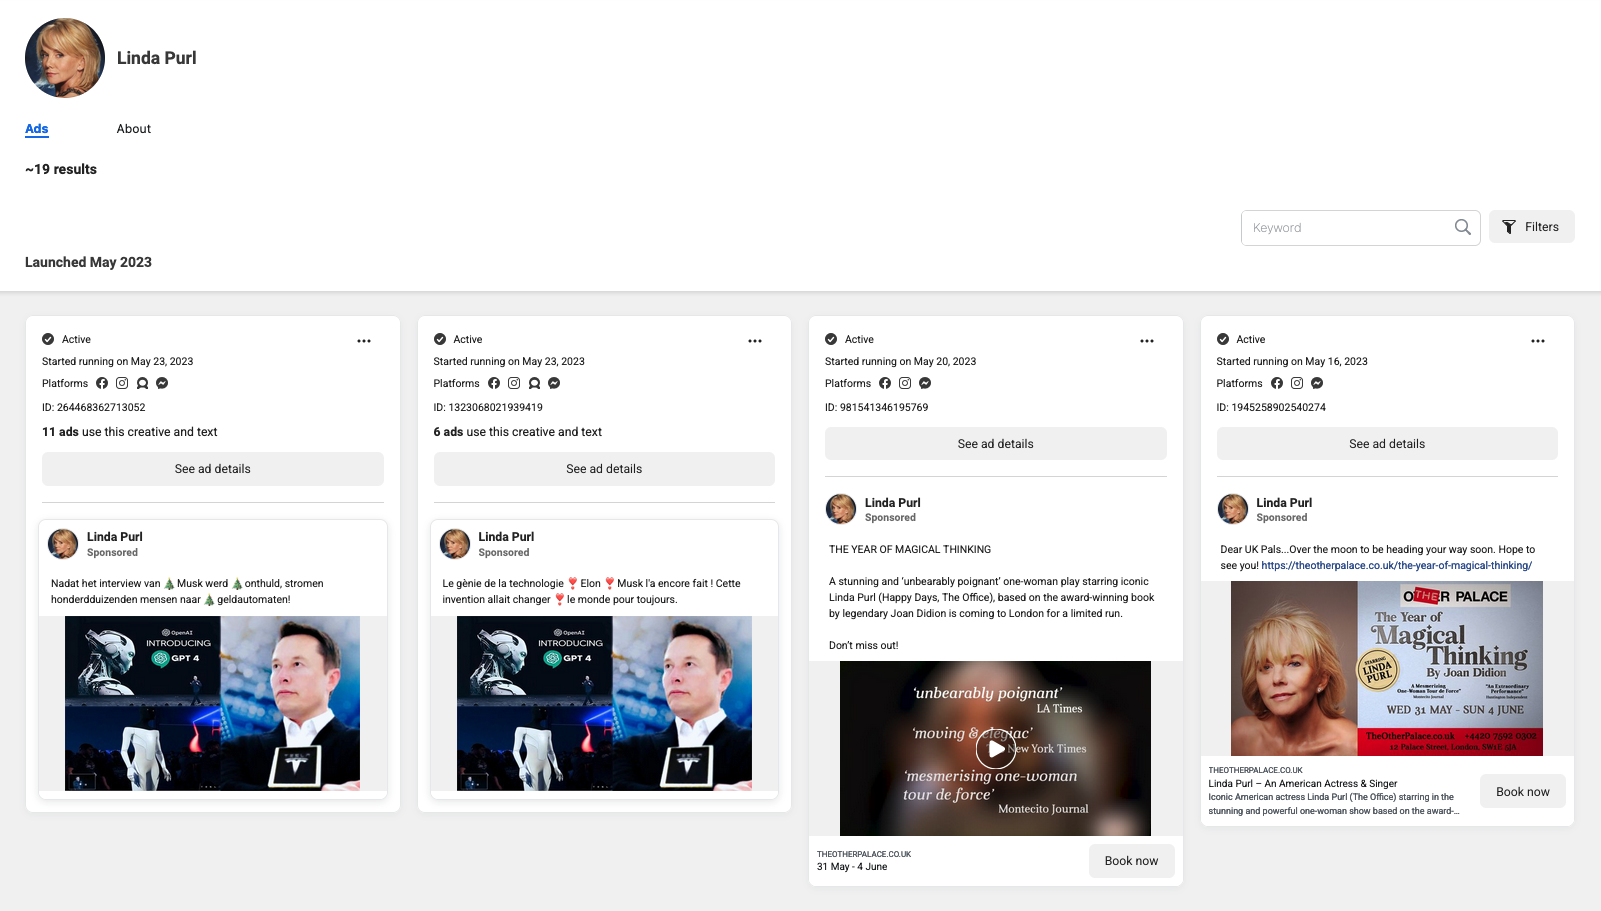 Linda Purl
Ads
About
~19 results
Keyword
Filters
Launched May 2023
Active
Started running on May 23, 2023
Platforms
ID: 264468362713052
11 ads use this creative and text
See ad details
Linda Purl
Sponsored
Nadat het interview van 🎄Musk werd 🎄onthuld, stromen
honderdduizenden mensen naar 🎄geldautomaten!
OpenAI
INTRODUCING
GPT 4
Active
Started running on May 23, 2023
Platforms
ID: 1323068021939419
6 ads use this creative and text
See ad details
Linda Purl
Sponsored
Le gènie de la technologie ❣️Elon ❣️Musk l'a encore fait ! Cette
invention allait changer ❣️le monde pour toujours.
OpenAI
INTRODUCING
GPT 4
Active
Started running on May 20, 2023
Platforms
ID: 981541346195769
See ad details
Linda Purl
Sponsored
THE YEAR OF MAGICAL THINKING
A stunning and ‘unbearably poignant’ one-woman play starring iconic
Linda Purl (Happy Days, The Office), based on the award-winning book
by legendary Joan Didion is coming to London for a limited run.
Don’t miss out!
‘unbearably poignant’
LA Times
‘moving & elegiac’
New York Times
‘mesmerising one-woman
tour de force’
Montecito Journal
THEOTHERPALACE.CO.UK
31 May - 4 June
Book now
Active
Started running on May 16, 2023
Platforms
ID: 1945258902540274
See ad details
Linda Purl
Sponsored
Dear UK Pals...Over the moon to be heading your way soon. Hope to
see you! https://theotherpalace.co.uk/the-year-of-magical-thinking/
OTHER PALACE
The Year of
Magical
Thinking
By Joan Didion
STARRING
LINDA
PURL
A Mesmerizing
One-Woman Tour de Force"
Montecito Journal
"An Extraordinary
Performance"
Huntington Independent
WED 31 MAY - SUN 4 JUNE
TheOtherPalace.co.uk +4420 7592 0302
12 Palace Street, London, SW1E 5JA
THEOTHERPALACE.CO.UK
Linda Purl – An American Actress & Singer
Iconic American actress Linda Purl (The Office) starring in the
stunning and powerful one-woman show based on the award-...
Book now